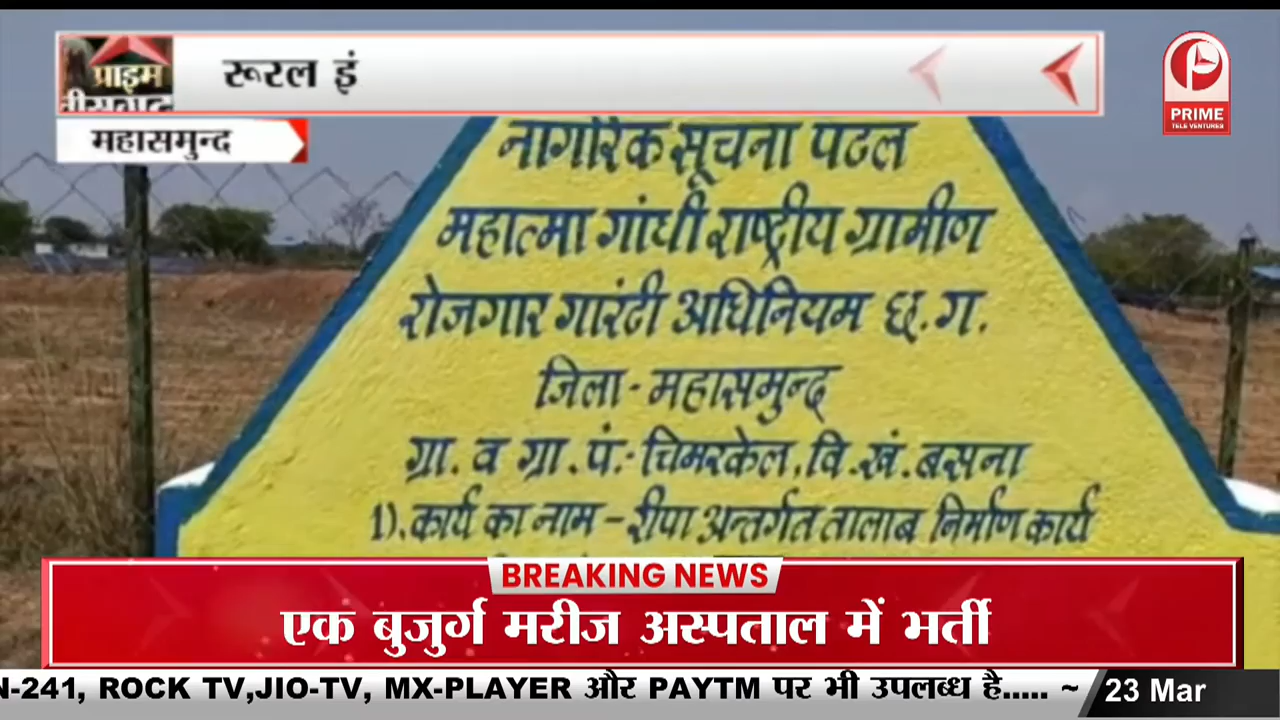 प्राइम
रूरल इं
महासमुन्द
PRIME
TELE VENTURES
नागरिक सूचना पटल
महात्मा गांधी राष्ट्रीय ग्रामीण
रोजगार गारंटी अधिनियम छ.ग.
जिला - महासमुन्द
ग्रा. व ग्रा. पं.- चिमरकेल, वि.खं. बसना
1). कार्य का नाम - रीपा अन्तर्गत तालाब निर्माण कार्य
BREAKING NEWS
एक बुजुर्ग मरीज अस्पताल में भर्ती
N-241, ROCK TV,JIO-TV, MX-PLAYER और PAYTM पर भी उपलब्ध है..... ~
23 Mar